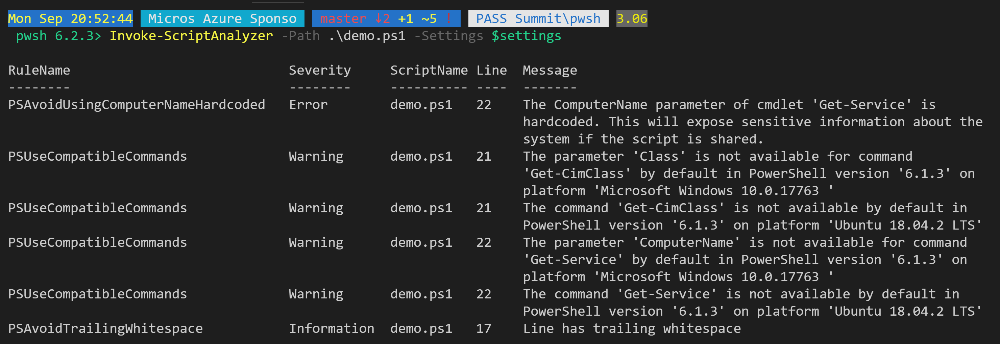 Mon Sep 20:52:44 Micros Azure Sponso master ↓2 +1 ~5 ! PASS Summit\pwsh 3.06
pwsh 6.2.3> Invoke-ScriptAnalyzer -Path .\demo.ps1 -Settings $settings
RuleName Severity ScriptName Line Message
-------- -------- ---------- ---- -------
PSAvoidUsingComputerNameHardcoded Error demo.ps1 22 The ComputerName parameter of cmdlet 'Get-Service' is
hardcoded. This will expose sensitive information about the
system if the script is shared.
PSUseCompatibleCommands Warning demo.ps1 21 The parameter 'Class' is not available for command
'Get-CimClass' by default in PowerShell version '6.1.3' on
platform 'Microsoft Windows 10.0.17763 '
PSUseCompatibleCommands Warning demo.ps1 21 The command 'Get-CimClass' is not available by default in
PowerShell version '6.1.3' on platform 'Ubuntu 18.04.2 LTS'
PSUseCompatibleCommands Warning demo.ps1 22 The parameter 'ComputerName' is not available for command
'Get-Service' by default in PowerShell version '6.1.3' on
platform 'Microsoft Windows 10.0.17763 '
PSUseCompatibleCommands Warning demo.ps1 22 The command 'Get-Service' is not available by default in
PowerShell version '6.1.3' on platform 'Ubuntu 18.04.2 LTS'
PSAvoidTrailingWhitespace Information demo.ps1 17 Line has trailing whitespace